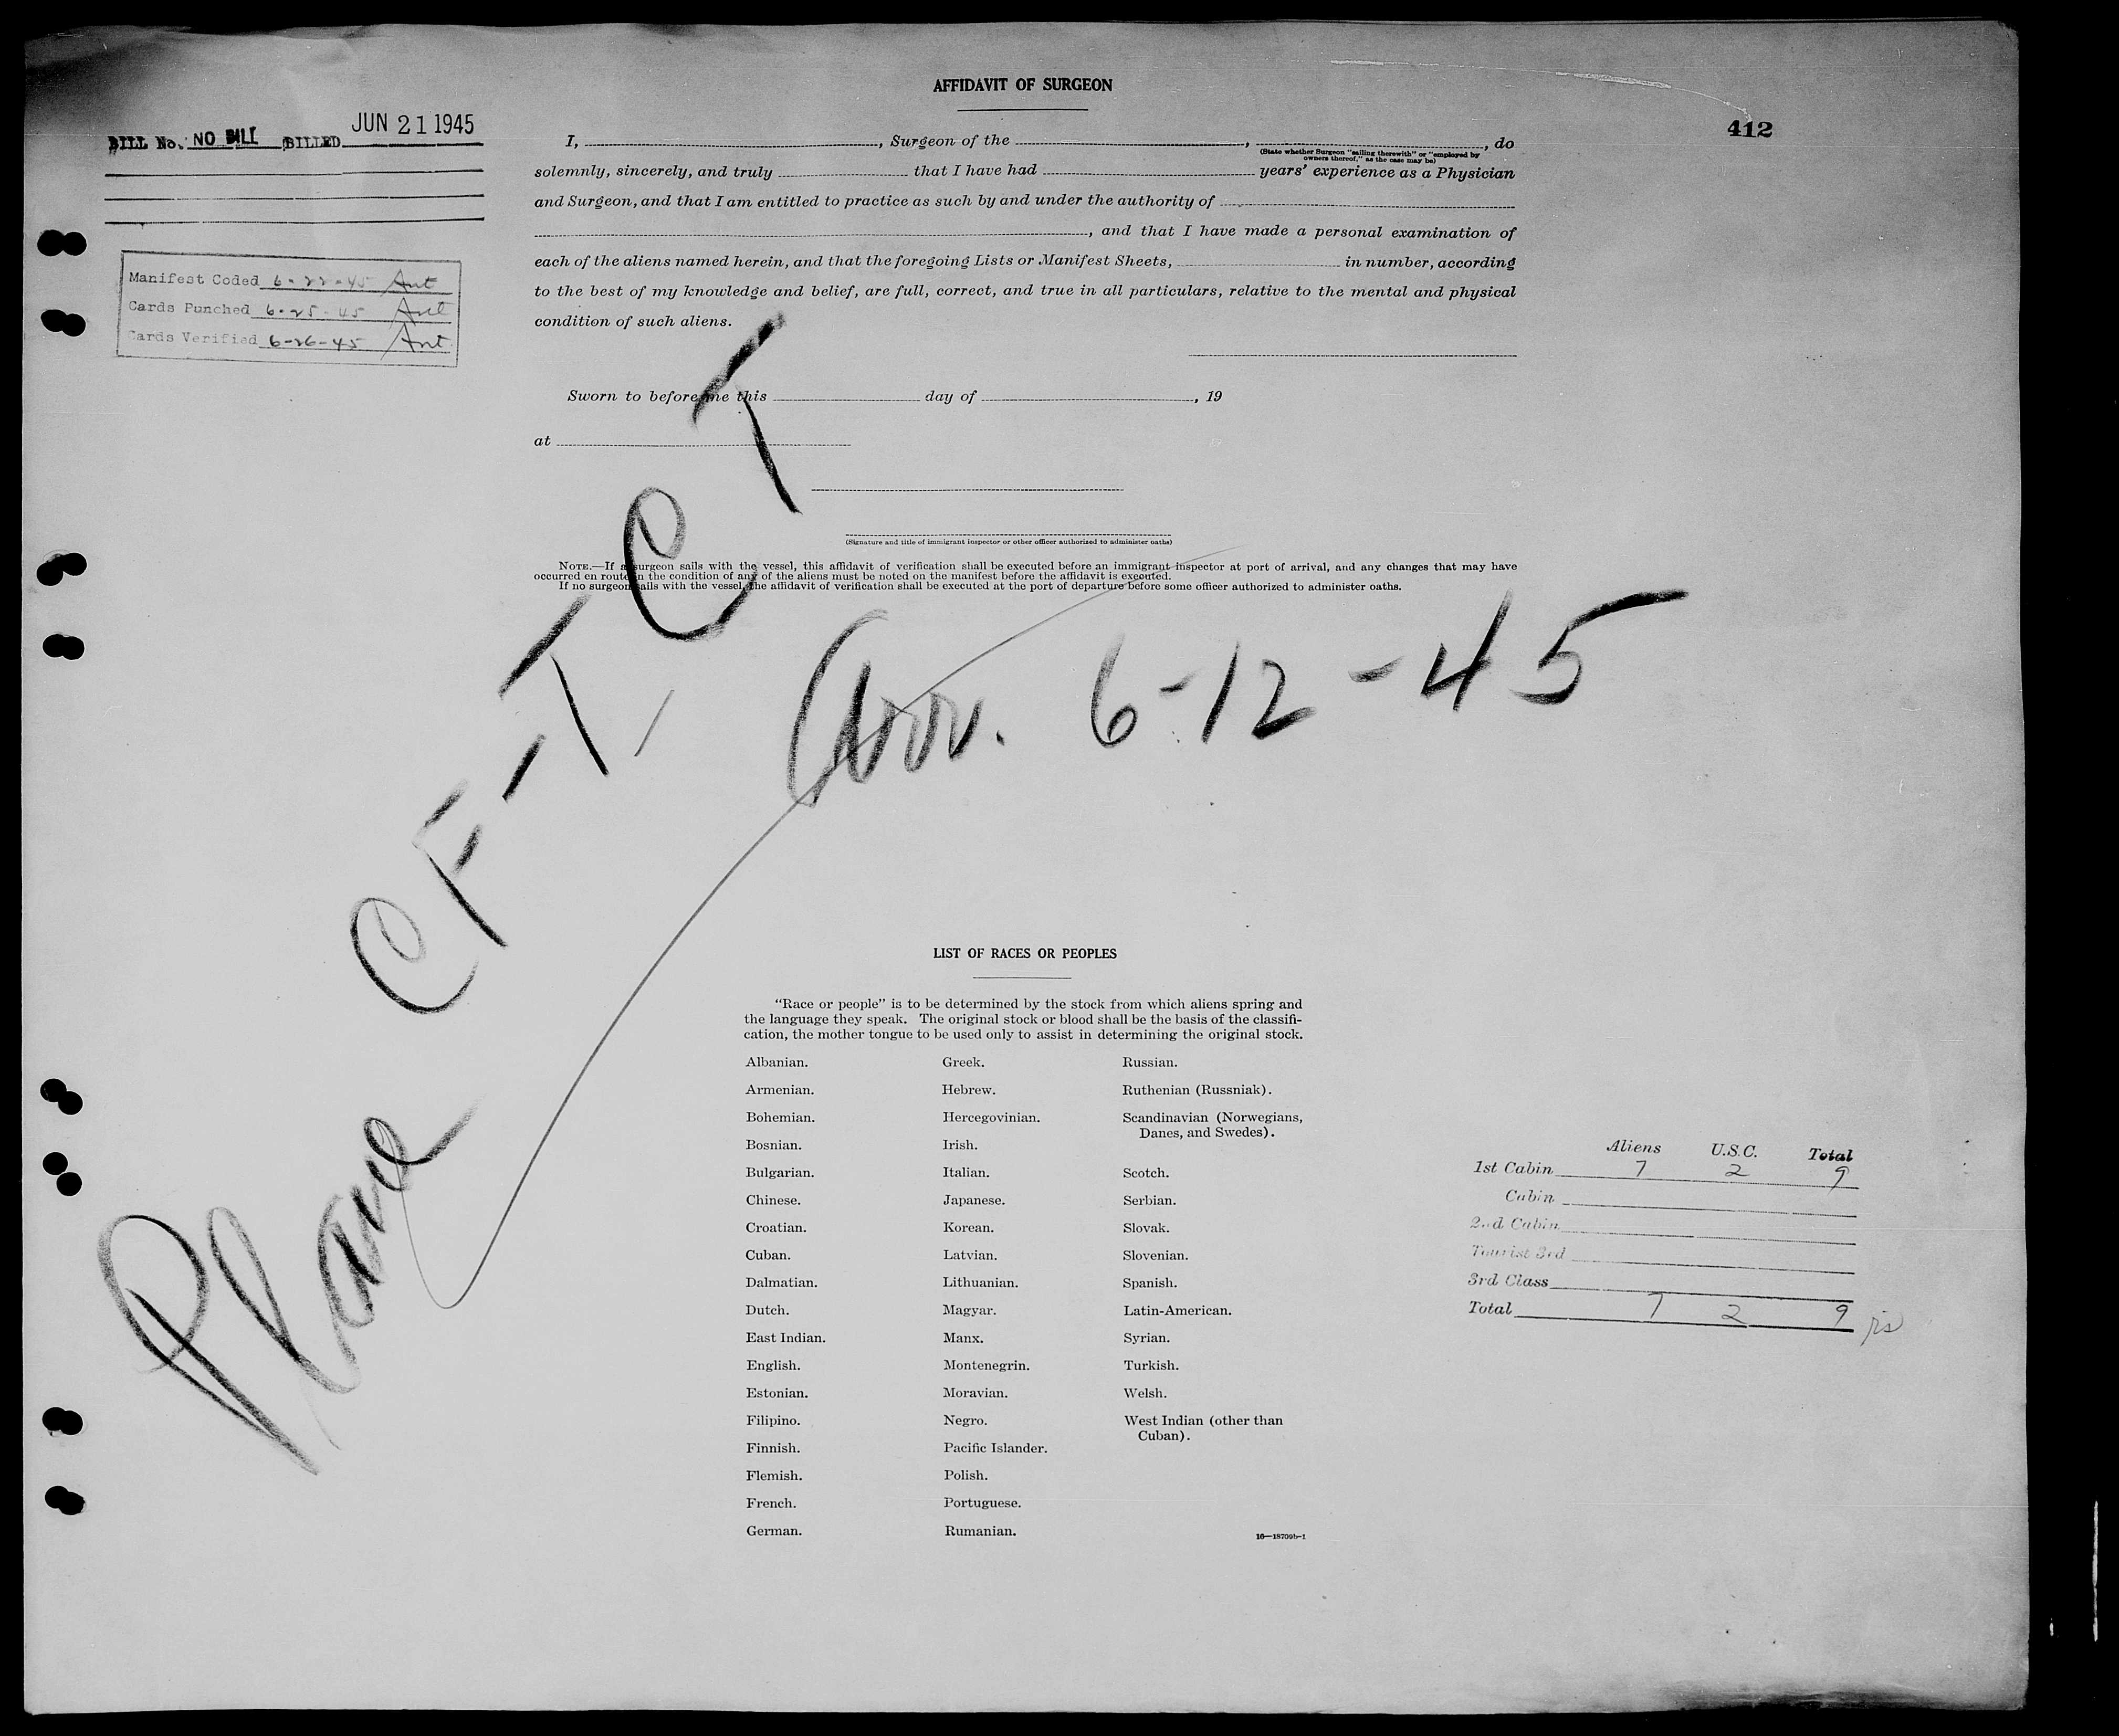 AFFIDAVIT OF SURGEON
412
BILL No. NO BILL BILLED JUN 21 1945
Manifest Coded 6-22-45
Cards Punched 6-25-45
Cards Verified 6-26-45
I, , Surgeon of the , , do
(State whether Surgeon "sailing therewith" or "employed by
owners thereof," as the case may be)
solemnly, sincerely, and truly that I have had years' experience as a Physician
and Surgeon, and that I am entitled to practice as such by and under the authority of
, and that I have made a personal examination of
each of the aliens named herein, and that the foregoing Lists or Manifest Sheets, in number, according
to the best of my knowledge and belief, are full, correct, and true in all particulars, relative to the mental and physical
condition of such aliens.
Sworn to before me this day of , 19
at
(Signature and title of immigrant inspector or other officer authorized to administer oaths)
NOTE.—If a surgeon sails with the vessel, this affidavit of verification shall be executed before an immigrant inspector at port of arrival, and any changes that may have
occurred en route in the condition of any of the aliens must be noted on the manifest before the affidavit is executed.
If no surgeon sails with the vessel, the affidavit of verification shall be executed at the port of departure before some officer authorized to administer oaths.
Plane CF-TCT
Arr. 6-12-45
LIST OF RACES OR PEOPLES
"Race or people" is to be determined by the stock from which aliens spring and
the language they speak. The original stock or blood shall be the basis of the classifi-
cation, the mother tongue to be used only to assist in determining the original stock.
Albanian.
Armenian.
Bohemian.
Bosnian.
Bulgarian.
Chinese.
Croatian.
Cuban.
Dalmatian.
Dutch.
East Indian.
English.
Estonian.
Filipino.
Finnish.
Flemish.
French.
German.
Greek.
Hebrew.
Hercegovinian.
Irish.
Italian.
Japanese.
Korean.
Latvian.
Lithuanian.
Magyar.
Manx.
Montenegrin.
Moravian.
Negro.
Pacific Islander.
Polish.
Portuguese.
Rumanian.
Russian.
Ruthenian (Russniak).
Scandinavian (Norwegians,
Danes, and Swedes).
Scotch.
Serbian.
Slovak.
Slovenian.
Spanish.
Latin-American.
Syrian.
Turkish.
Welsh.
West Indian (other than
Cuban).
16—18709b-1
Aliens U.S.C. Total
1st Cabin 7 2 9
Cabin
2nd Cabin
Tourist 3rd
3rd Class
Total 7 2 9